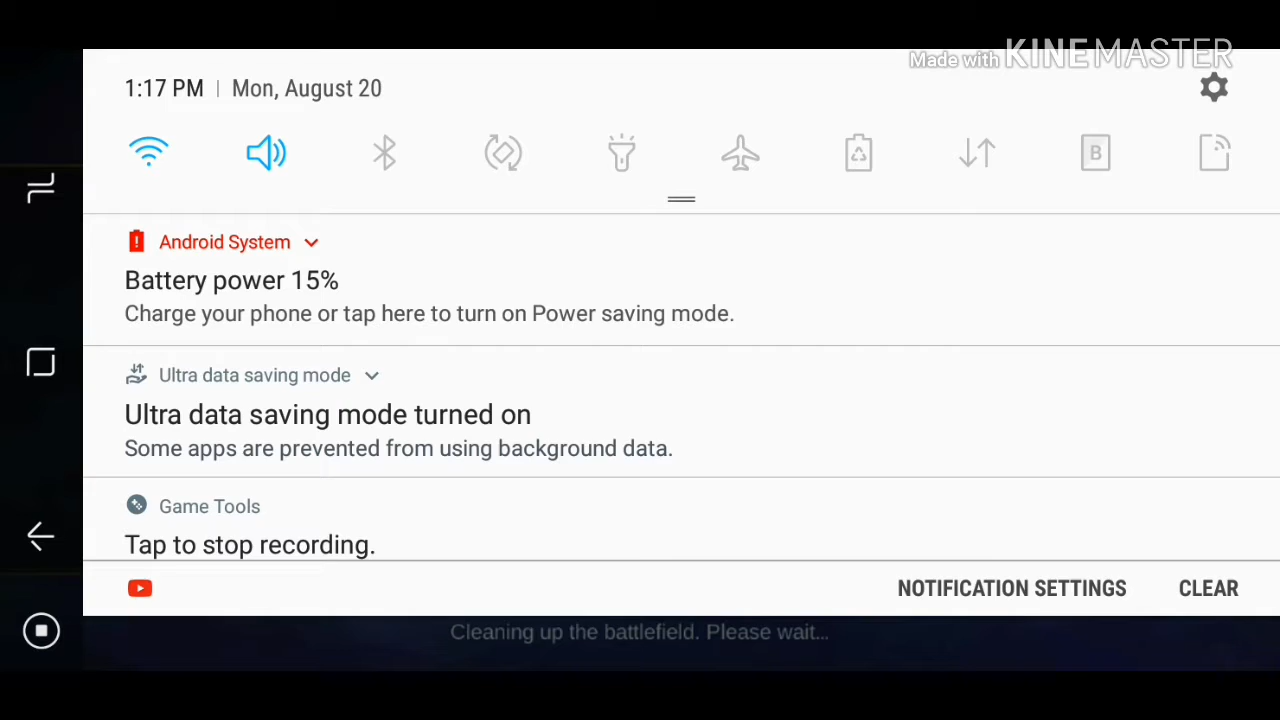 Made with KINEMASTER
1:17 PM | Mon, August 20
B
Android System
Battery power 15%
Charge your phone or tap here to turn on Power saving mode.
Ultra data saving mode
Ultra data saving mode turned on
Some apps are prevented from using background data.
Game Tools
Tap to stop recording.
NOTIFICATION SETTINGS CLEAR
Cleaning up the battlefield. Please wait...